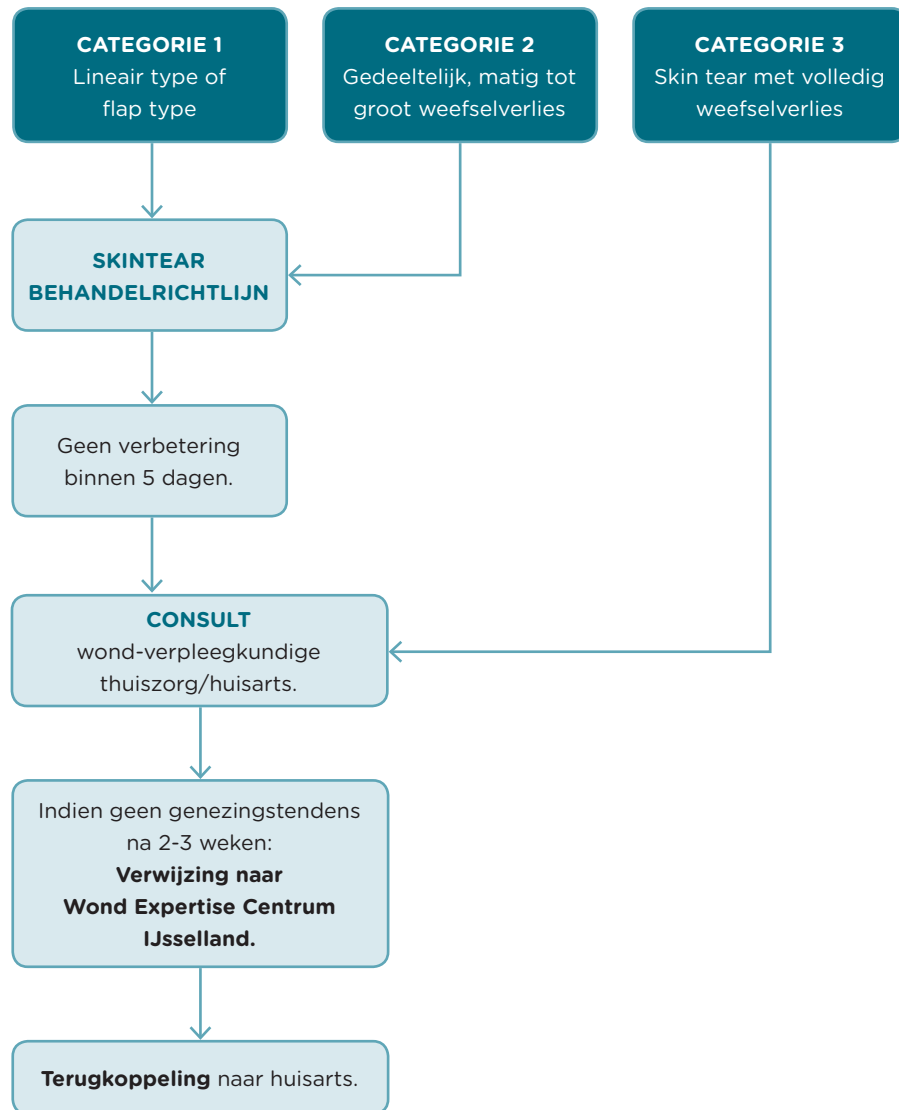 CATEGORIE 1
Lineair type of
flap type
CATEGORIE 2
Gedeeltelijk, matig tot
groot weefselverlies
CATEGORIE 3
Skin tear met volledig
weefselverlies
SKINTEAR
BEHANDELRICHTLIJN
Geen verbetering
binnen 5 dagen.
CONSULT
wond-verpleegkundige
thuiszorg/huisarts.
Indien geen genezingstendens
na 2-3 weken:
Verwijzing naar
Wond Expertise Centrum
IJsselland.
Terugkoppeling naar huisarts.